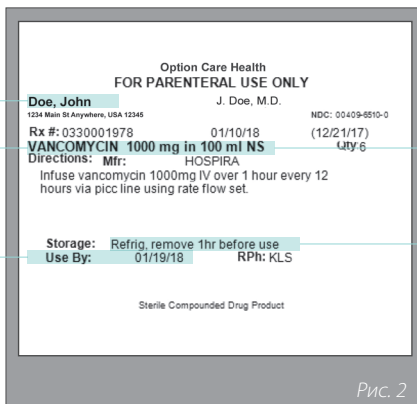 Option Care Health
FOR PARENTERAL USE ONLY
Doe, John J. Doe, M.D.
1234 Main St Anywhere, USA 12345 NDC: 00409-6510-0
Rx #: 0330001978 01/10/18 (12/21/17)
VANCOMYCIN 1000 mg in 100 ml NS Qty:6
Directions: Mfr: HOSPIRA
Infuse vancomycin 1000mg IV over 1 hour every 12
hours via picc line using rate flow set.
Storage: Refrig, remove 1hr before use
Use By: 01/19/18 RPh: KLS
Sterile Compounded Drug Product
Рис. 2